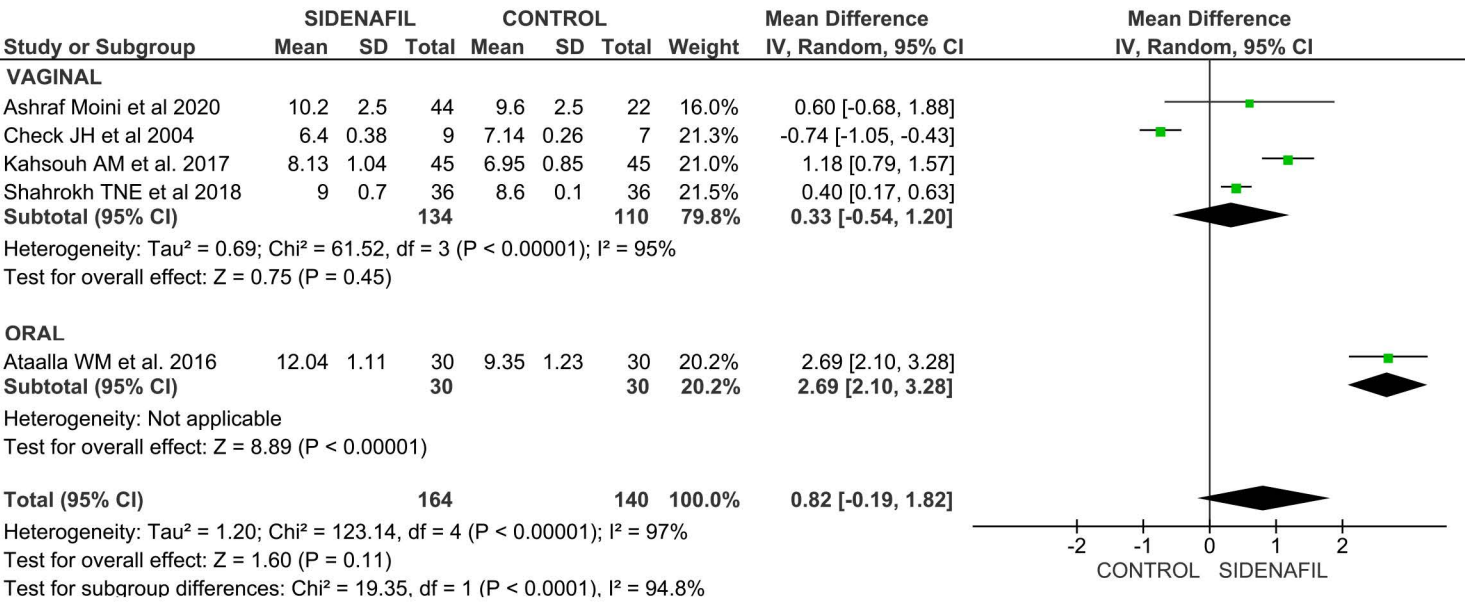 SIDENAFIL CONTROL Mean Difference Mean Difference
Study or Subgroup Mean SD Total Mean SD Total Weight IV, Random, 95% CI IV, Random, 95% CI
VAGINAL
Ashraf Moini et al 2020 10.2 2.5 44 9.6 2.5 22 16.0% 0.60 [-0.68, 1.88]
Check JH et al 2004 6.4 0.38 9 7.14 0.26 7 21.3% -0.74 [-1.05, -0.43]
Kahsouh AM et al. 2017 8.13 1.04 45 6.95 0.85 45 21.0% 1.18 [0.79, 1.57]
Shahrokh TNE et al 2018 9 0.7 36 8.6 0.1 36 21.5% 0.40 [0.17, 0.63]
Subtotal (95% CI) 134 110 79.8% 0.33 [-0.54, 1.20]
Heterogeneity: Tau² = 0.69; Chi² = 61.52, df = 3 (P < 0.00001); I² = 95%
Test for overall effect: Z = 0.75 (P = 0.45)
ORAL
Ataalla WM et al. 2016 12.04 1.11 30 9.35 1.23 30 20.2% 2.69 [2.10, 3.28]
Subtotal (95% CI) 30 30 20.2% 2.69 [2.10, 3.28]
Heterogeneity: Not applicable
Test for overall effect: Z = 8.89 (P < 0.00001)
Total (95% CI) 164 140 100.0% 0.82 [-0.19, 1.82]
Heterogeneity: Tau² = 1.20; Chi² = 123.14, df = 4 (P < 0.00001); I² = 97%
Test for overall effect: Z = 1.60 (P = 0.11)
Test for subgroup differences: Chi² = 19.35, df = 1 (P < 0.0001), I² = 94.8%
-2 -1 0 1 2
CONTROL SIDENAFIL